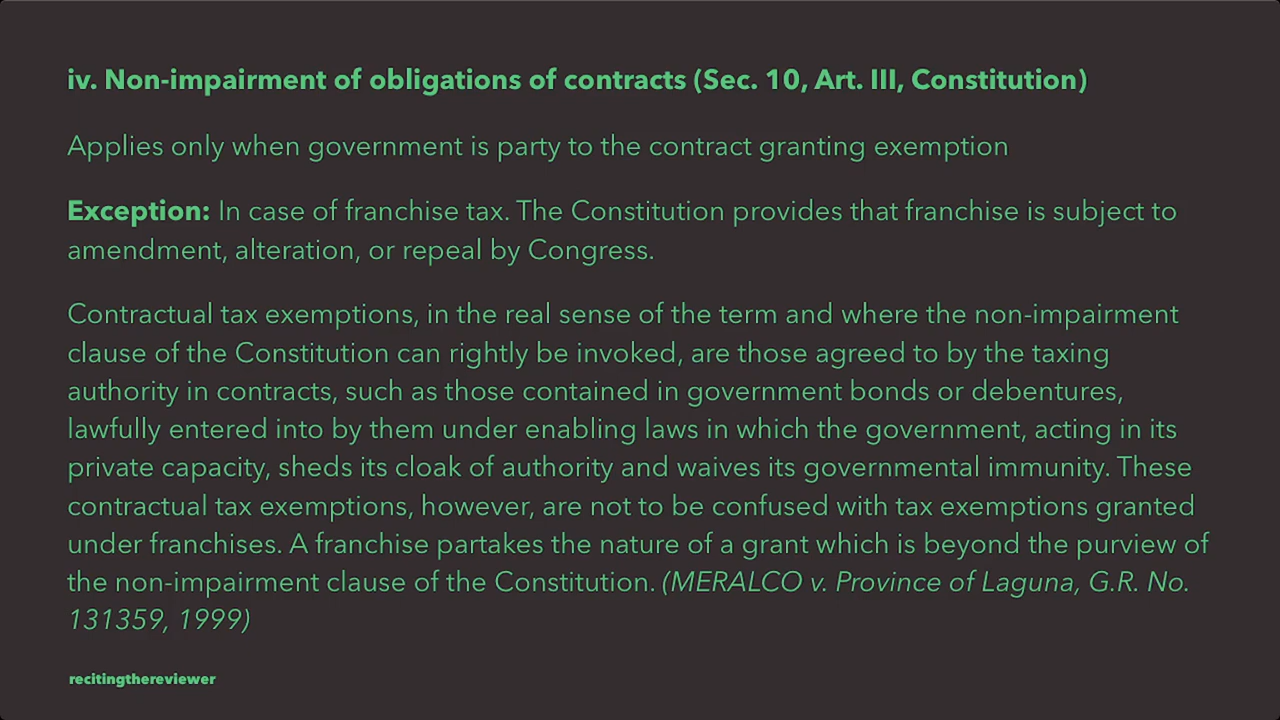 iv. Non-impairment of obligations of contracts (Sec. 10, Art. III, Constitution)
Applies only when government is party to the contract granting exemption
Exception: In case of franchise tax. The Constitution provides that franchise is subject to
amendment, alteration, or repeal by Congress.
Contractual tax exemptions, in the real sense of the term and where the non-impairment
clause of the Constitution can rightly be invoked, are those agreed to by the taxing
authority in contracts, such as those contained in government bonds or debentures,
lawfully entered into by them under enabling laws in which the government, acting in its
private capacity, sheds its cloak of authority and waives its governmental immunity. These
contractual tax exemptions, however, are not to be confused with tax exemptions granted
under franchises. A franchise partakes the nature of a grant which is beyond the purview of
the non-impairment clause of the Constitution. (MERALCO v. Province of Laguna, G.R. No.
131359, 1999)
recitingthereviewer